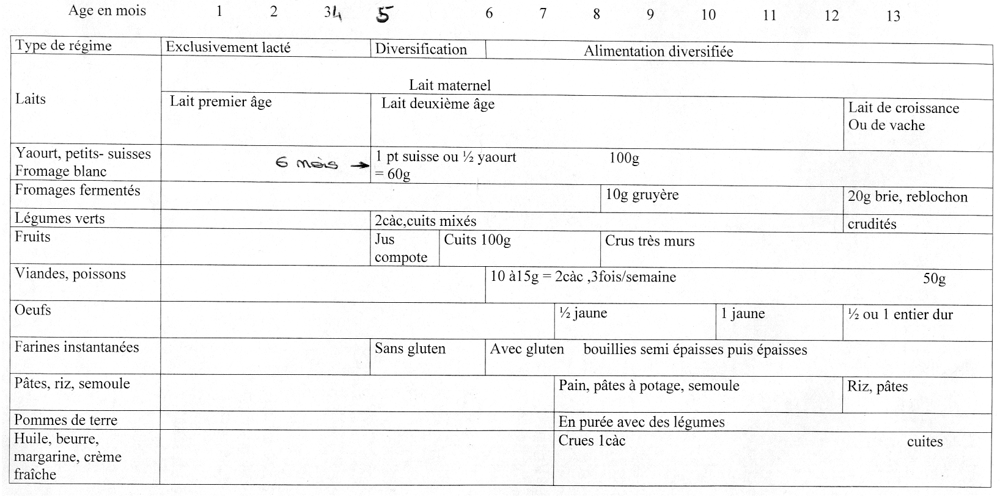 Age en mois 1 2 34 5 6 7 8 9 10 11 12 13
Type de régime Exclusivement lacté Diversification Alimentation diversifiée
Lait maternel
Laits Lait premier âge Lait deuxième âge Lait de croissance
Ou de vache
Yaourt, petits- suisses 6 mois → 1 pt suisse ou ½ yaourt 100g
Fromage blanc = 60g
Fromages fermentés 10g gruyère 20g brie, reblochon
Légumes verts 2càc,cuits mixés crudités
Fruits Jus Cuits 100g Crus très murs
compote
Viandes, poissons 10 à15g = 2càc ,3fois/semaine 50g
Oeufs ½ jaune 1 jaune ½ ou 1 entier dur
Farines instantanées Sans gluten Avec gluten bouillies semi épaisses puis épaisses
Pâtes, riz, semoule Pain, pâtes à potage, semoule Riz, pâtes
Pommes de terre En purée avec des légumes
Huile, beurre, Crues 1càc cuites
margarine, crème
fraîche